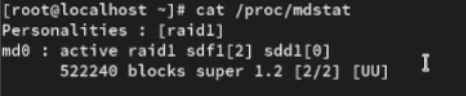 [root@localhost ~]# cat /proc/mdstat
Personalities : [raid1]
md0 : active raid1 sdf1[2] sdd1[0]
      522240 blocks super 1.2 [2/2] [UU]